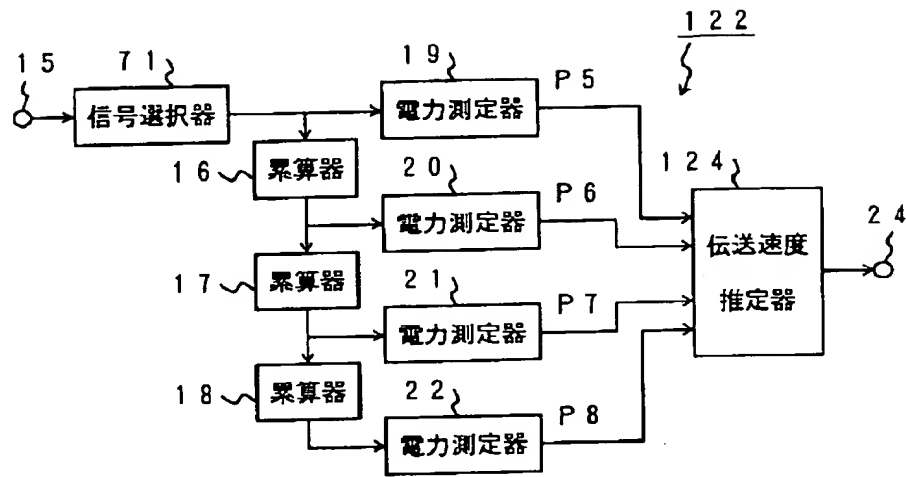 122
15
71
19
P5
信号選択器
電力測定器
16
累算器
20
P6
124
24
電力測定器
伝送速度
推定器
17
累算器
21
P7
電力測定器
18
累算器
22
P8
電力測定器